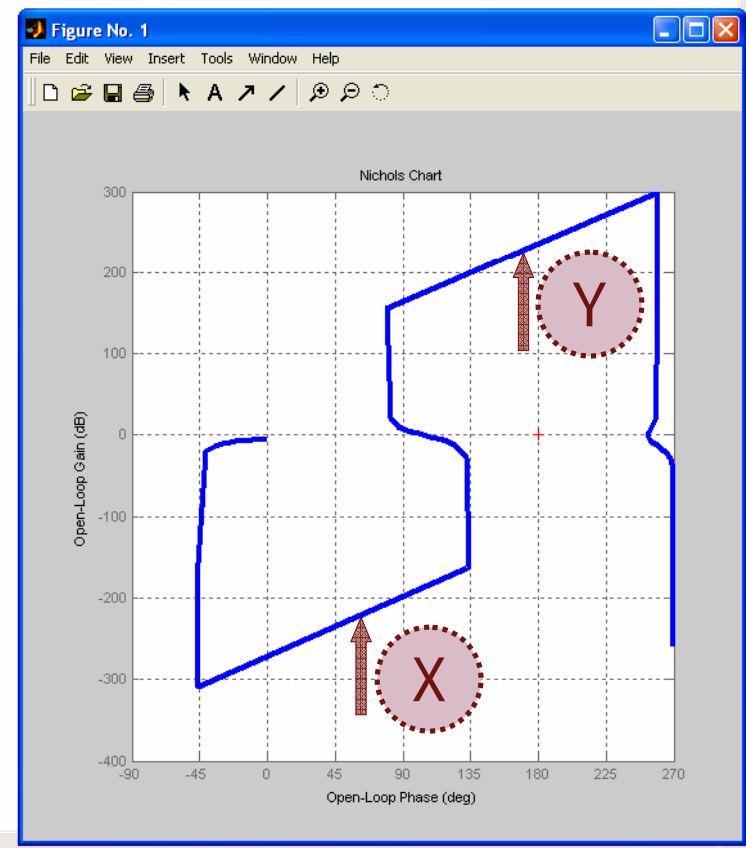 Figure No. 1
File Edit View Insert Tools Window Help
A
Nichols Chart
300
200
100
0
-100
-200
-300
-400
Open-Loop Gain (dB)
Y
X
-90 -45 0 45 90 135 180 225 270
Open-Loop Phase (deg)